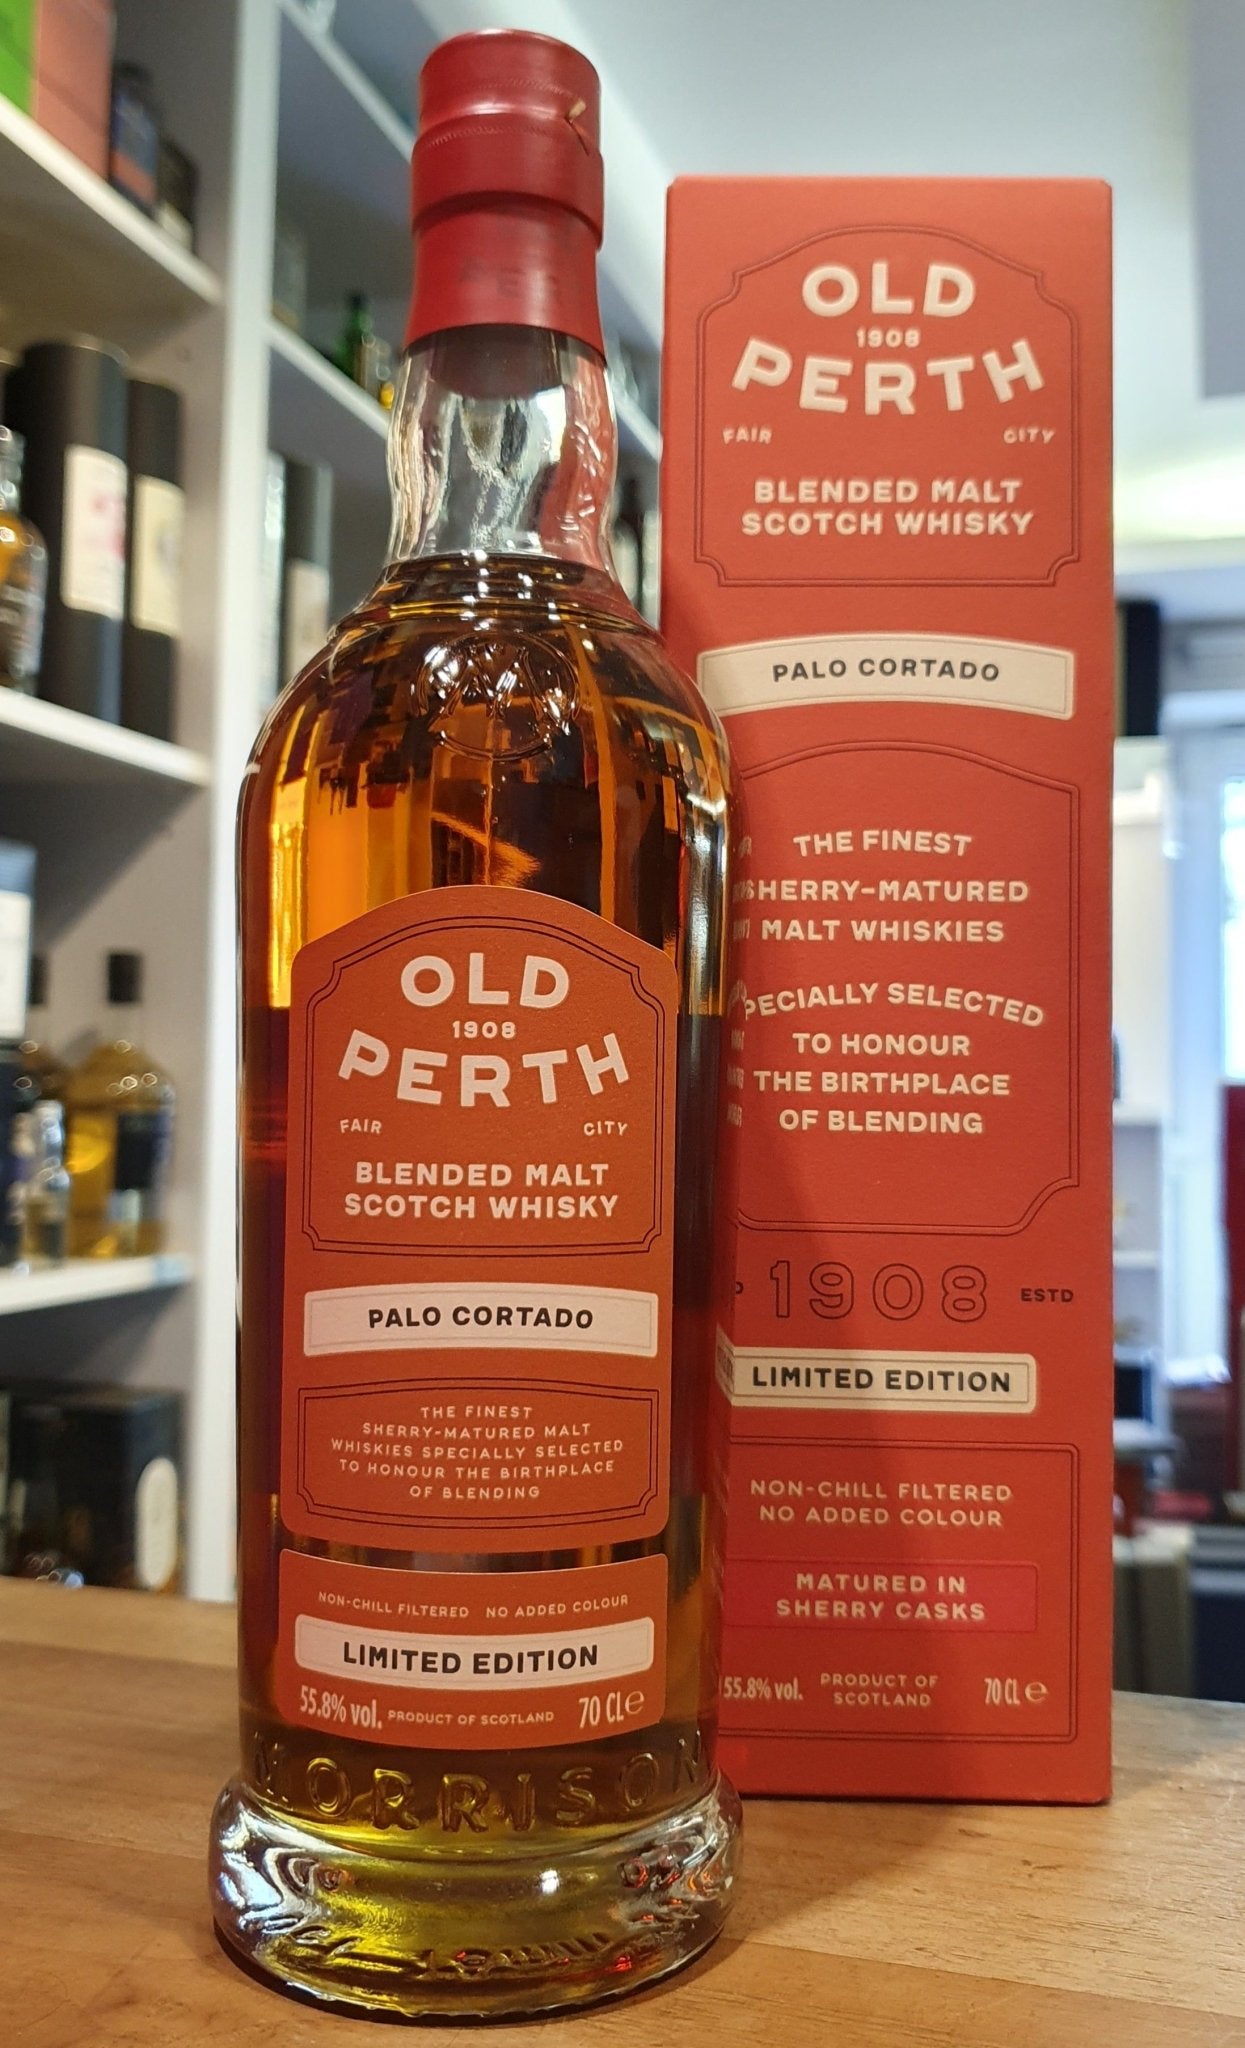 OLD
1908
PERTH
FAIR CITY
BLENDED MALT
SCOTCH WHISKY
PALO CORTADO
THE FINEST
SHERRY-MATURED MALT
WHISKIES SPECIALLY SELECTED
TO HONOUR THE BIRTHPLACE
OF BLENDING
NON-CHILL FILTERED NO ADDED COLOUR
LIMITED EDITION
55.8% vol. PRODUCT OF SCOTLAND 70 CL e
MORRISON
OLD
1908
PERTH
FAIR CITY
BLENDED MALT
SCOTCH WHISKY
PALO CORTADO
THE FINEST
SHERRY-MATURED
MALT WHISKIES
SPECIALLY SELECTED
TO HONOUR
THE BIRTHPLACE
OF BLENDING
1908 ESTD
LIMITED EDITION
NON-CHILL FILTERED
NO ADDED COLOUR
MATURED IN
SHERRY CASKS
55.8% vol. PRODUCT OF SCOTLAND 70 CL e